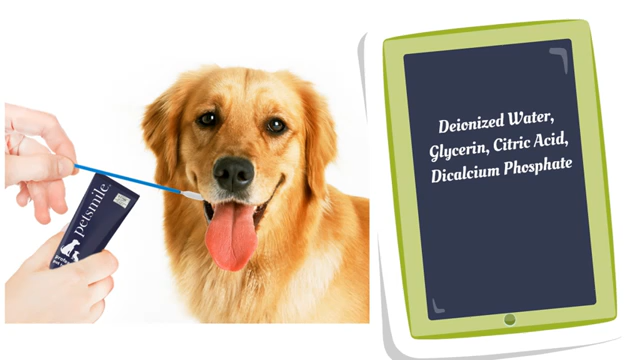 petsmile
Deionized Water,
Glycerin, Citric Acid,
Dicalcium Phosphate